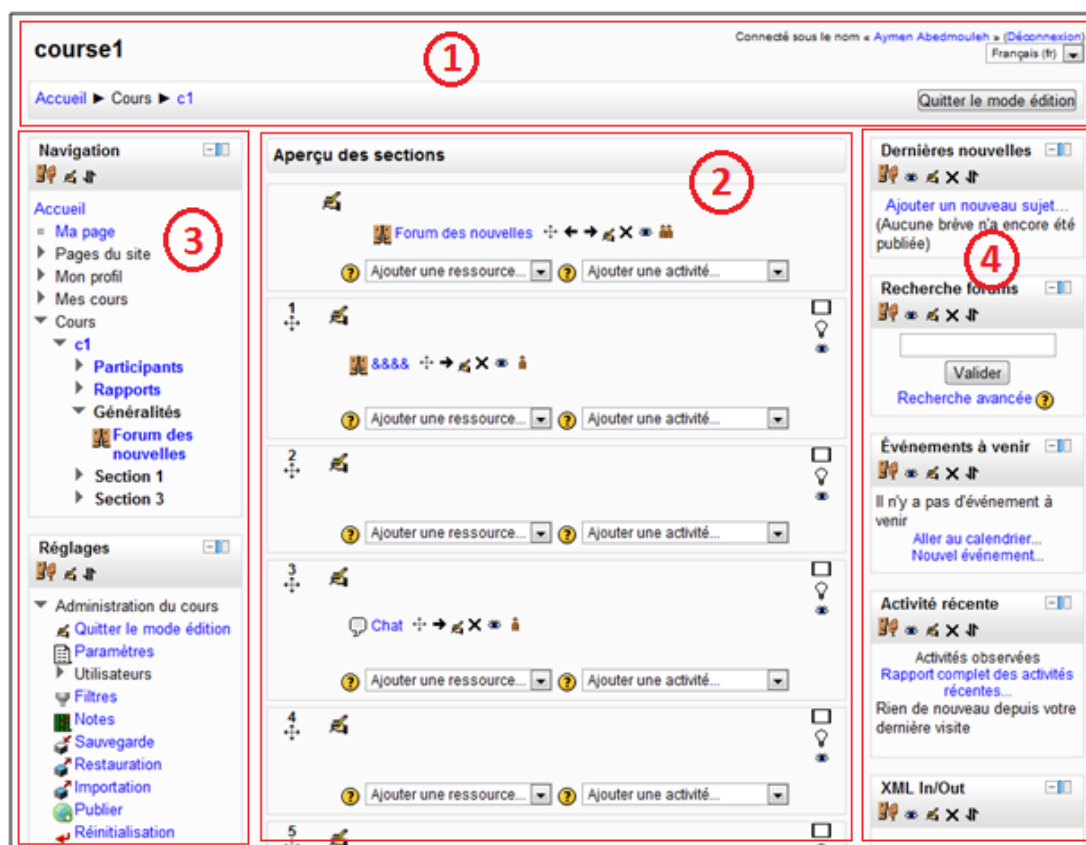 course1
Connecté sous le nom « Aymen Abedmouleh » (Déconnexion)
Français (fr)
1
Accueil ► Cours ► c1
Quitter le mode édition
3
Navigation
Accueil
Ma page
Pages du site
Mon profil
Mes cours
Cours
c1
Participants
Rapports
Généralités
Forum des
nouvelles
Section 1
Section 3
Réglages
Administration du cours
Quitter le mode édition
Paramètres
Utilisateurs
Filtres
Notes
Sauvegarde
Restauration
Importation
Publier
Réinitialisation
2
Aperçu des sections
Forum des nouvelles
Ajouter une ressource... Ajouter une activité...
1
&&&&
Ajouter une ressource... Ajouter une activité...
2
Ajouter une ressource... Ajouter une activité...
3
Chat
Ajouter une ressource... Ajouter une activité...
4
Ajouter une ressource... Ajouter une activité...
5
4
Dernières nouvelles
Ajouter un nouveau sujet...
(Aucune brève n'a encore été
publiée)
Recherche forums
Valider
Recherche avancée
Événements à venir
Il n'y a pas d'événement à
venir
Aller au calendrier...
Nouvel événement...
Activité récente
Activités observées
Rapport complet des activités
récentes...
Rien de nouveau depuis votre
dernière visite
XML In/Out